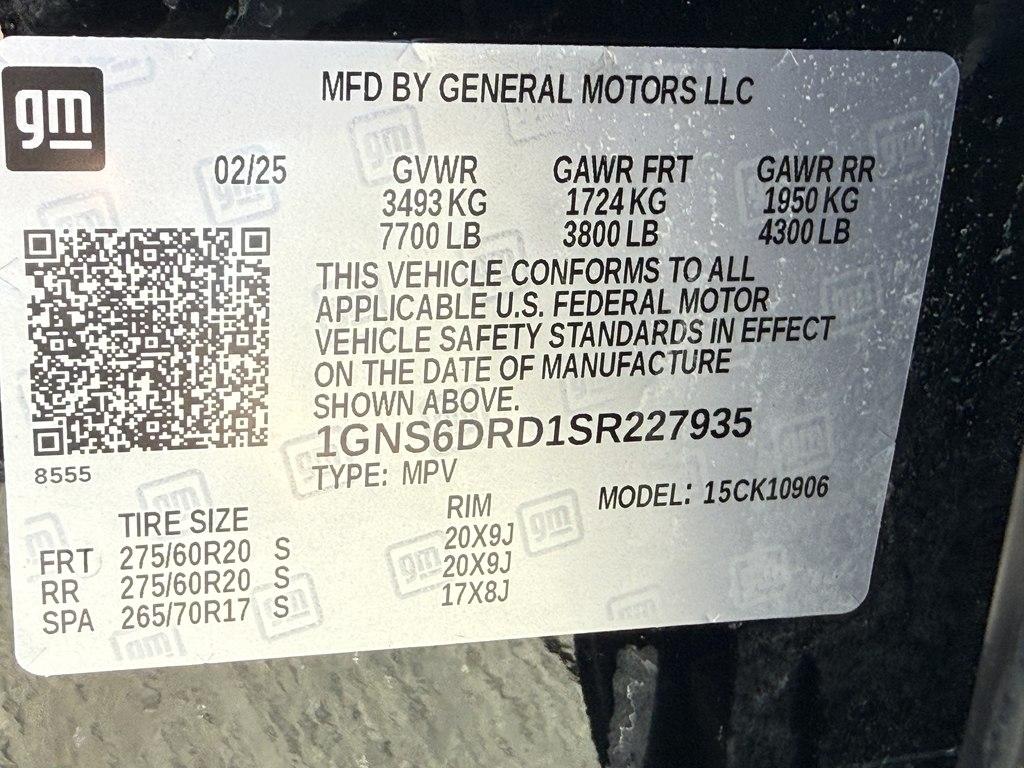 gm
MFD BY GENERAL MOTORS LLC
02/25 GVWR GAWR FRT GAWR RR
3493 KG 1724 KG 1950 KG
7700 LB 3800 LB 4300 LB
THIS VEHICLE CONFORMS TO ALL
APPLICABLE U.S. FEDERAL MOTOR
VEHICLE SAFETY STANDARDS IN EFFECT
ON THE DATE OF MANUFACTURE
SHOWN ABOVE.
1GNS6DRD1SR227935
8555
TYPE: MPV
MODEL: 15CK10906
TIRE SIZE RIM
FRT 275/60R20 S 20X9J
RR 275/60R20 S 20X9J
SPA 265/70R17 S 17X8J